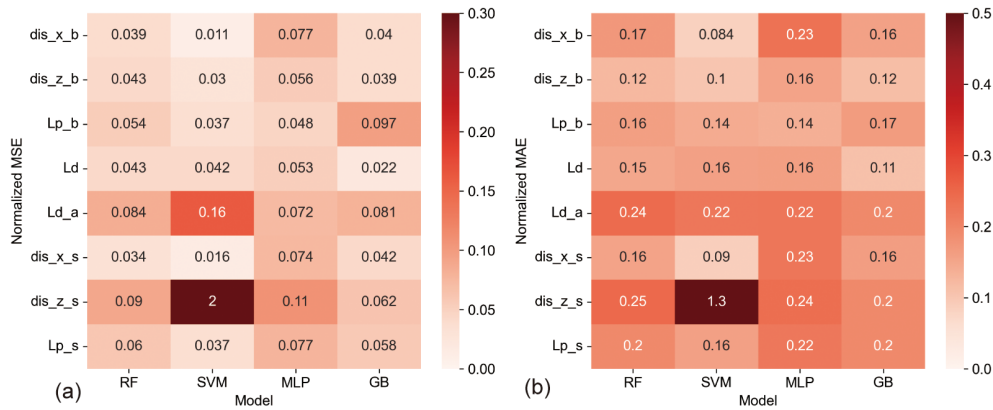 Normalized MSE
dis_x_b 0.039 0.011 0.077 0.04
dis_z_b 0.043 0.03 0.056 0.039
Lp_b 0.054 0.037 0.048 0.097
Ld 0.043 0.042 0.053 0.022
Ld_a 0.084 0.16 0.072 0.081
dis_x_s 0.034 0.016 0.074 0.042
dis_z_s 0.09 2 0.11 0.062
Lp_s 0.06 0.037 0.077 0.058
RF SVM MLP GB
Model
(a)
0.30
0.25
0.20
0.15
0.10
0.05
0.00
Normalized MAE
dis_x_b 0.17 0.084 0.23 0.16
dis_z_b 0.12 0.1 0.16 0.12
Lp_b 0.16 0.14 0.14 0.17
Ld 0.15 0.16 0.16 0.11
Ld_a 0.24 0.22 0.22 0.2
dis_x_s 0.16 0.09 0.23 0.16
dis_z_s 0.25 1.3 0.24 0.2
Lp_s 0.2 0.16 0.22 0.2
RF SVM MLP GB
Model
(b)
0.5
0.4
0.3
0.2
0.1
0.0